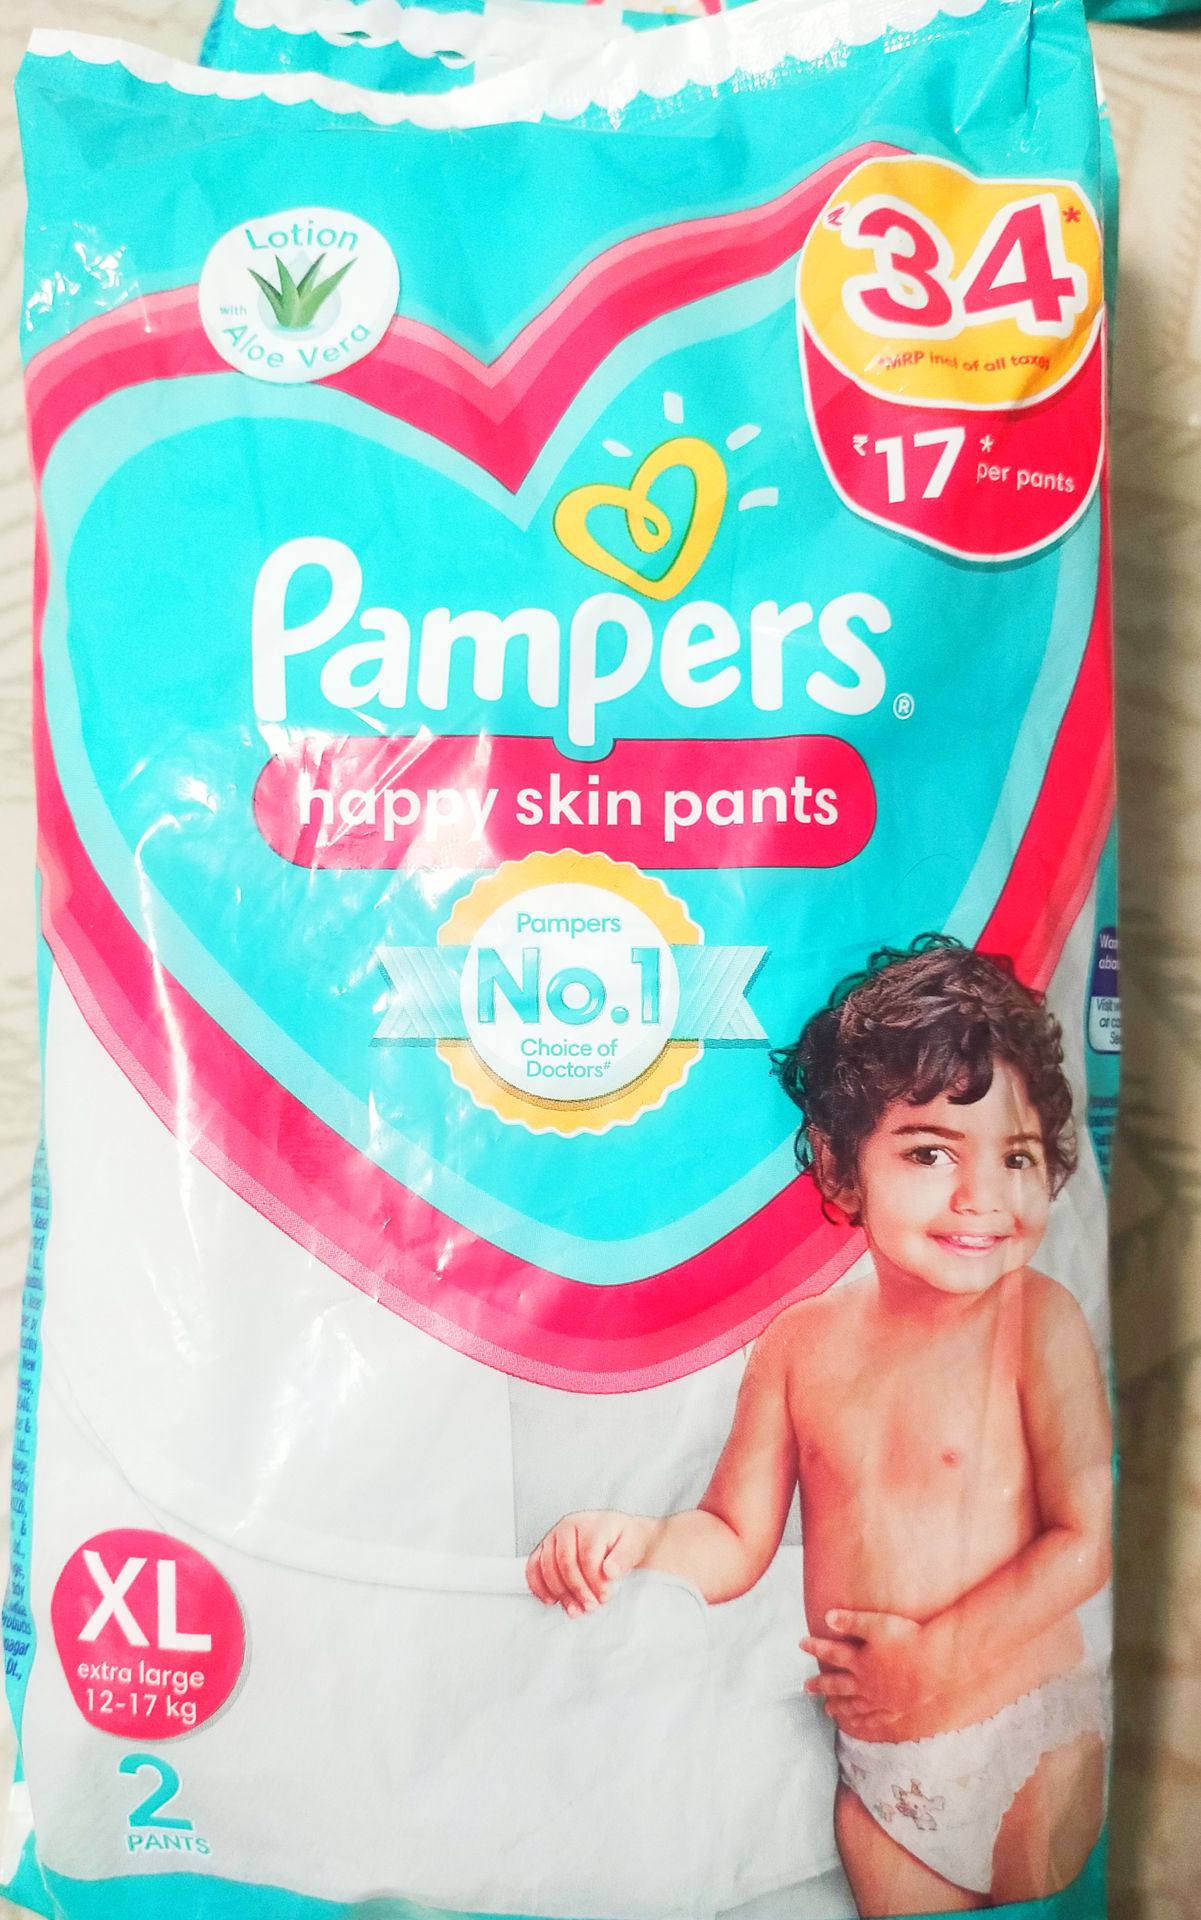 Lotion
with
Aloe Vera
₹34*
*MRP incl of all taxes
₹17*
per pants
Pampers®
happy skin pants
Pampers
No.1
Choice of
Doctors#
XL
extra large
12-17 kg
2
PANTS